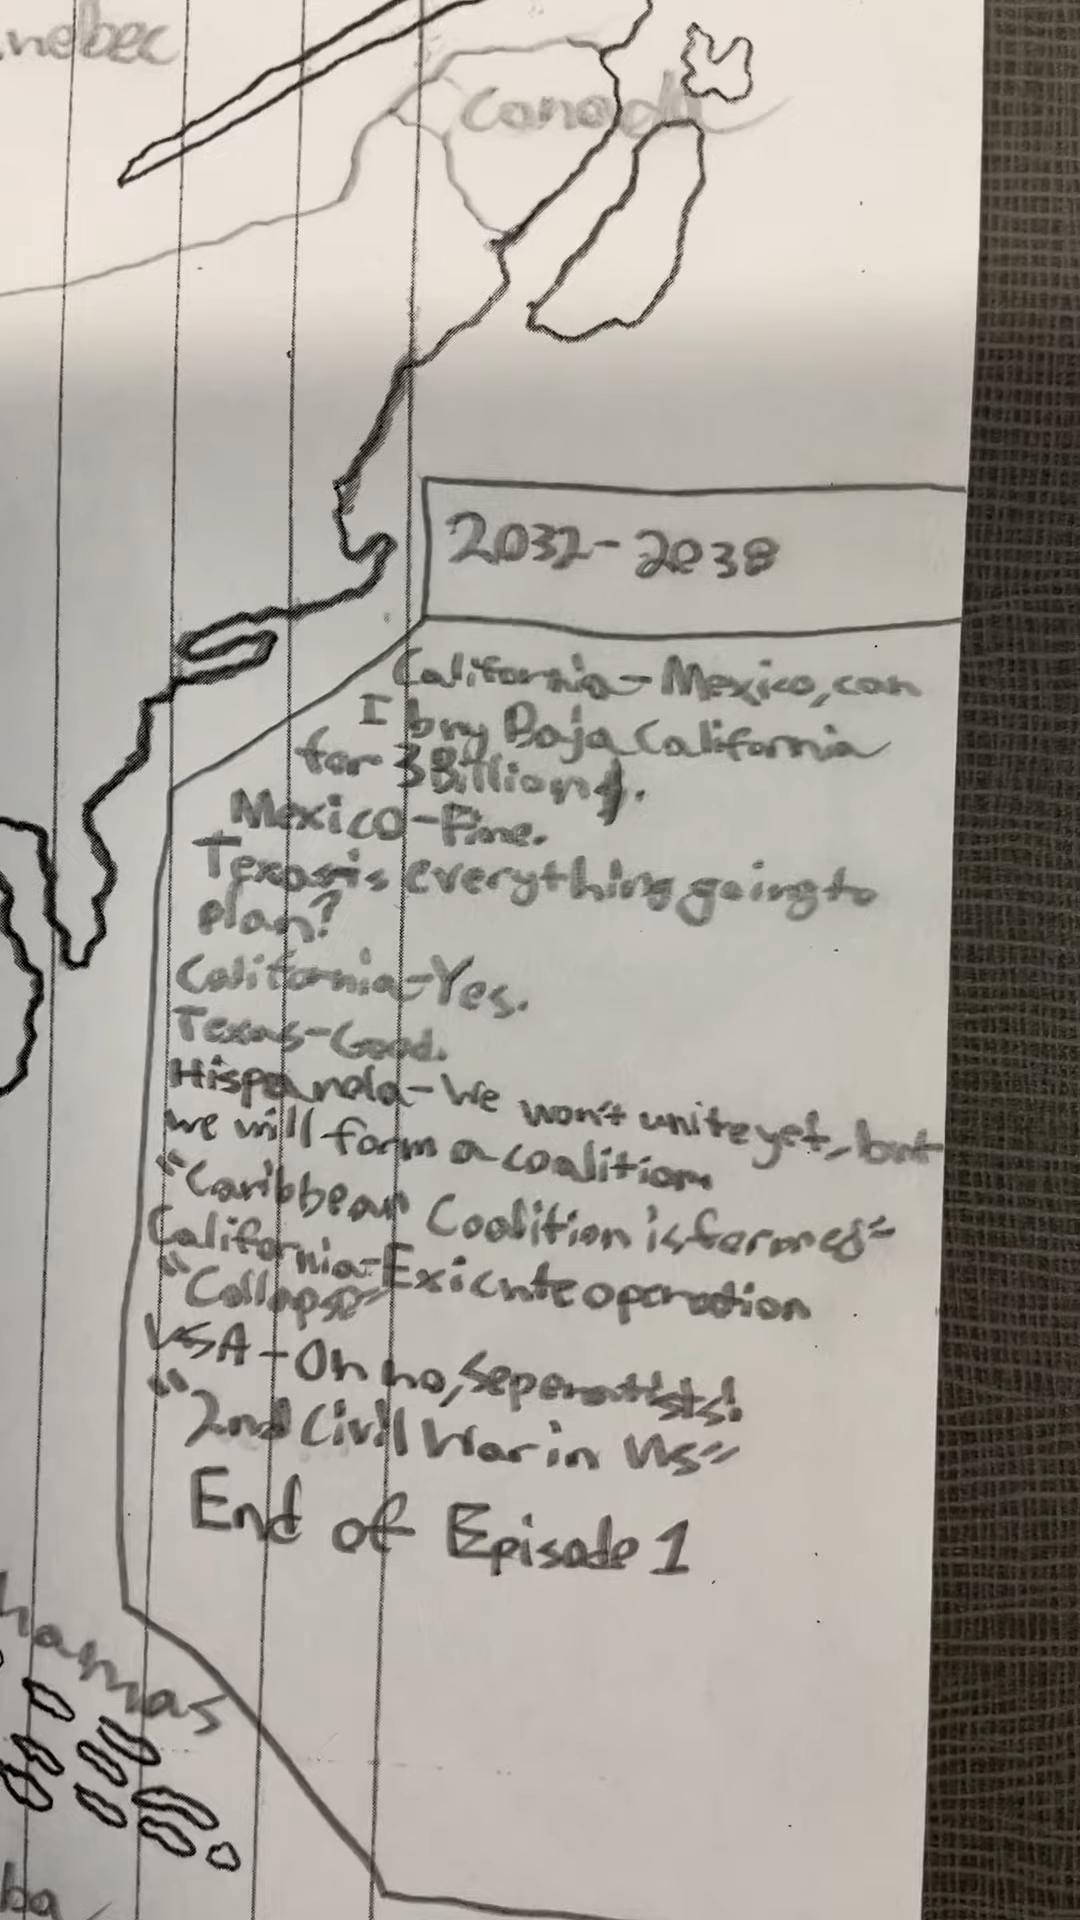 nebec
Canada
2032-2038
California- Mexico, can
I buy Baja California
for 3 Billion $.
Mexico-Fine.
Texas-is everything going to
plan?
California-Yes.
Texas-Good.
Hispanola-We won't unite yet, but
we will form a coalition
"Caribbean Coalition is formed"
California-Exicute operation
"Collapse"
USA-Oh no, Seperatists!
"2nd Civil War in US"
End of Episode 1
hamas
ba